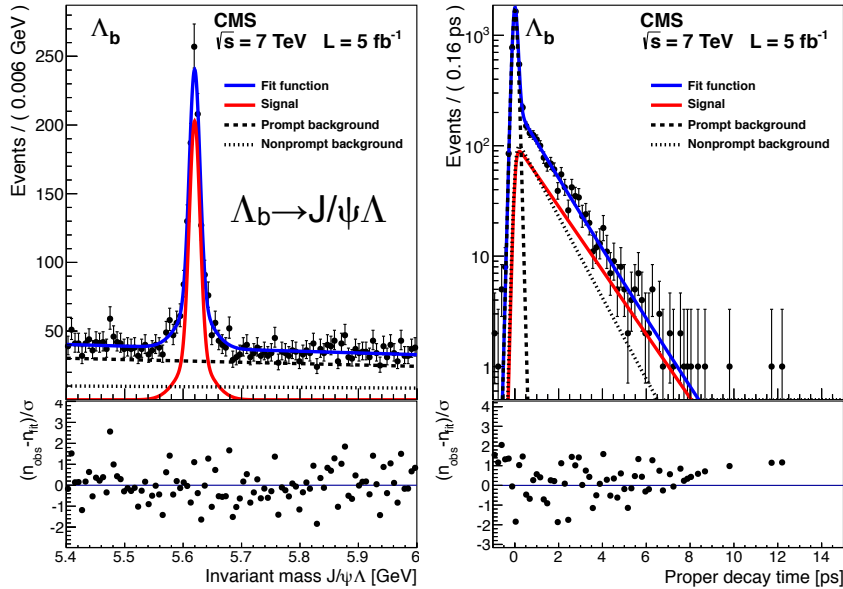 Λb
CMS
√s = 7 TeV L = 5 fb-1
Fit function
Signal
Prompt background
Nonprompt background
Λb→J/ψΛ
Events / ( 0.006 GeV )
300
250
200
150
100
50
(nobs-nfit)/σ
4
3
2
1
0
-1
-2
5.4 5.5 5.6 5.7 5.8 5.9 6
Invariant mass J/ψΛ [GeV]
Λb
CMS
√s = 7 TeV L = 5 fb-1
Fit function
Signal
Prompt background
Nonprompt background
Events / ( 0.16 ps )
10³
10²
10
1
(nobs-nfit)/σ
4
3
2
1
0
-1
-2
-3
0 2 4 6 8 10 12 14
Proper decay time [ps]